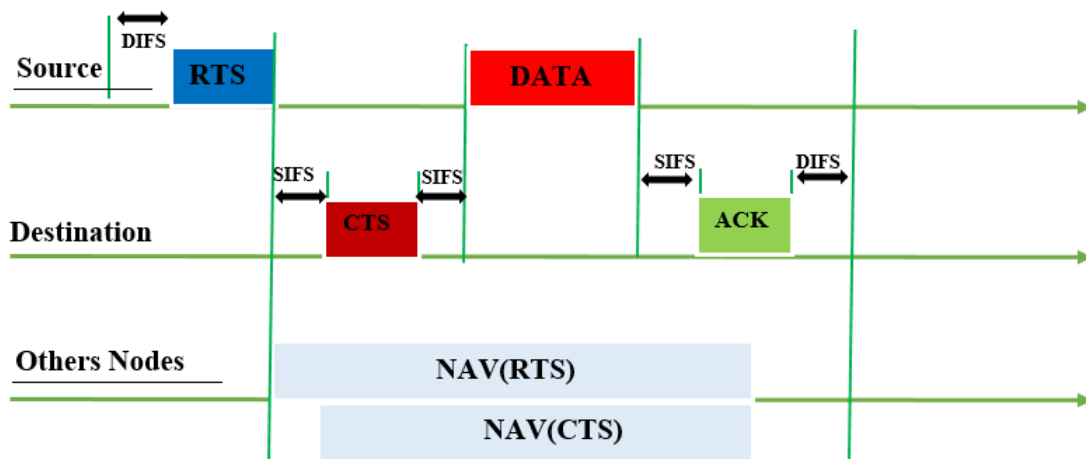 DIFS
Source
RTS
DATA
SIFS
SIFS
SIFS
DIFS
Destination
CTS
ACK
Others Nodes
NAV(RTS)
NAV(CTS)